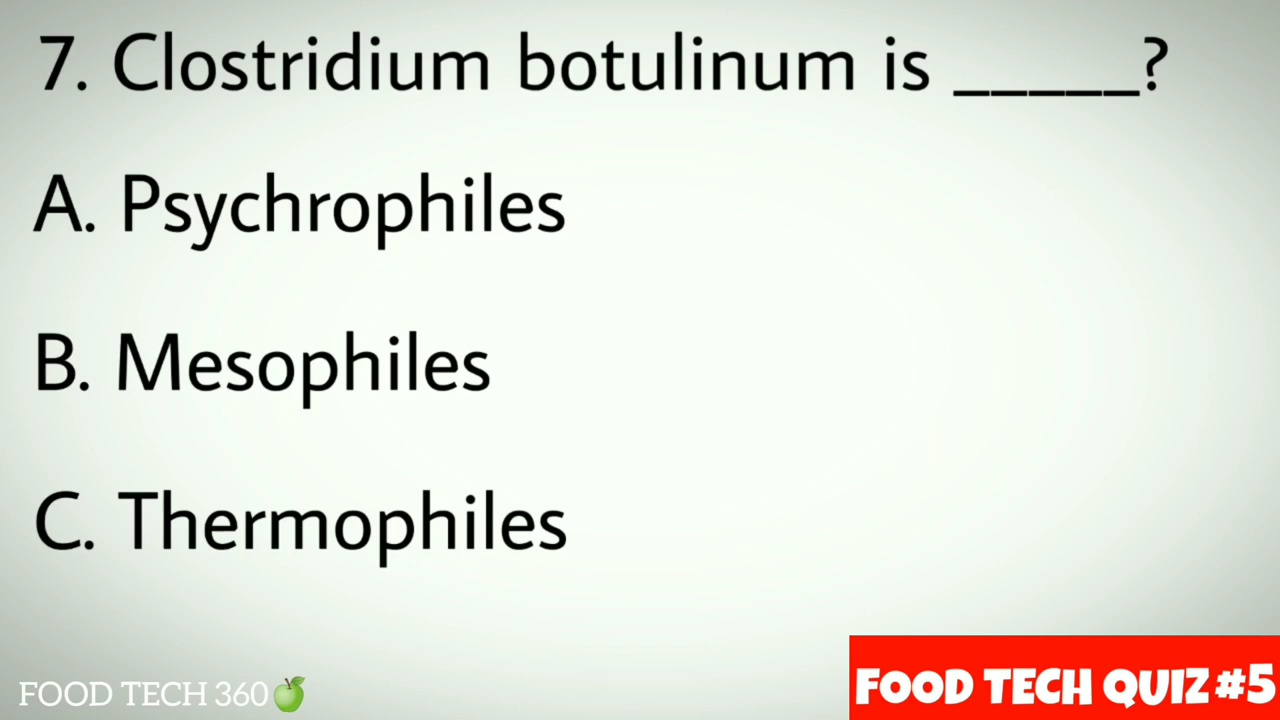 7. Clostridium botulinum is _____?
A. Psychrophiles
B. Mesophiles
C. Thermophiles
FOOD TECH 360
FOOD TECH QUIZ #5